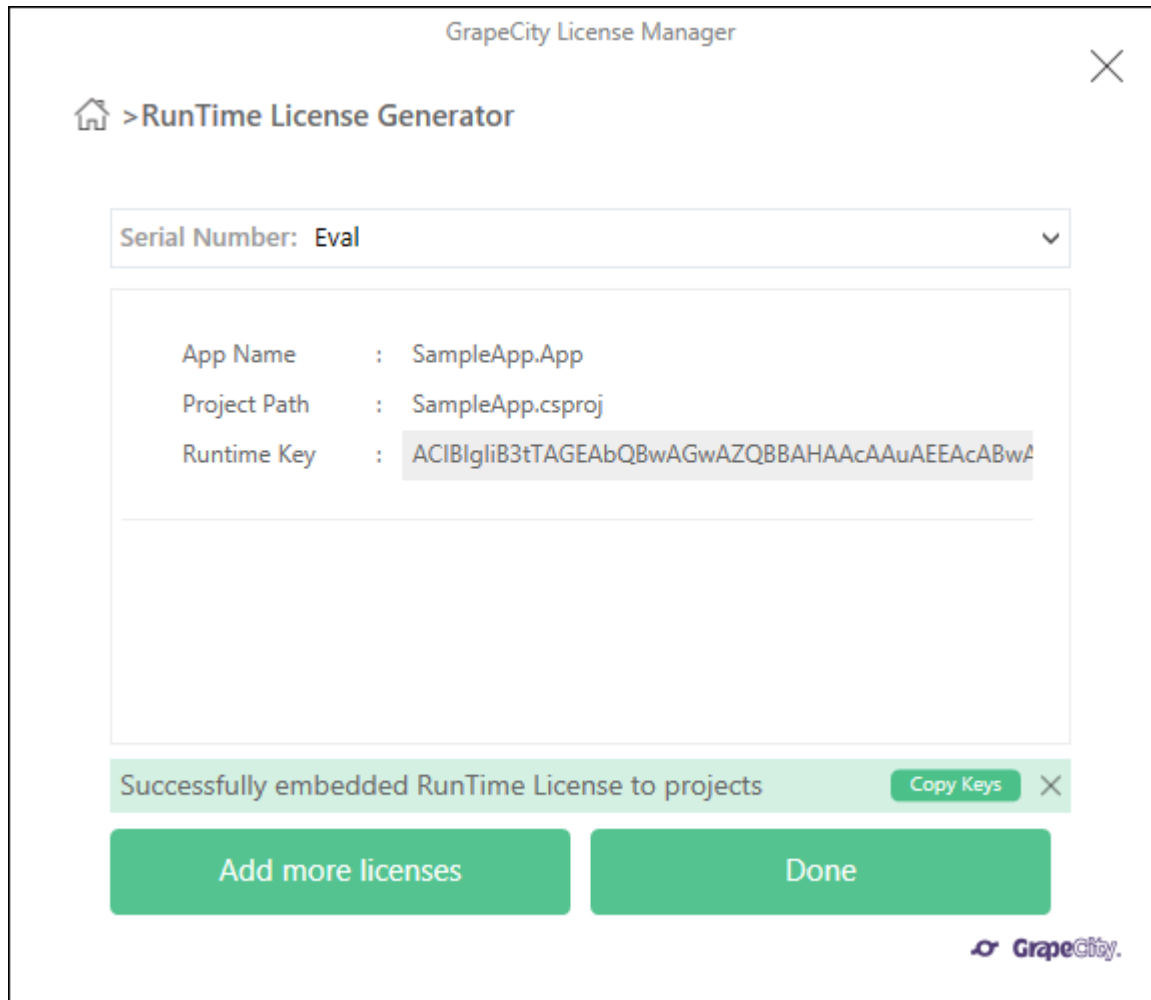 GrapeCity License Manager
>RunTime License Generator
Serial Number: Eval
App Name : SampleApp.App
Project Path : SampleApp.csproj
Runtime Key : ACIBIgIiB3tTAGEAbQBwAGwAZQBBAHAAcAAuAEEAcABwA
Successfully embedded RunTime License to projects Copy Keys
Add more licenses Done
GrapeCity.